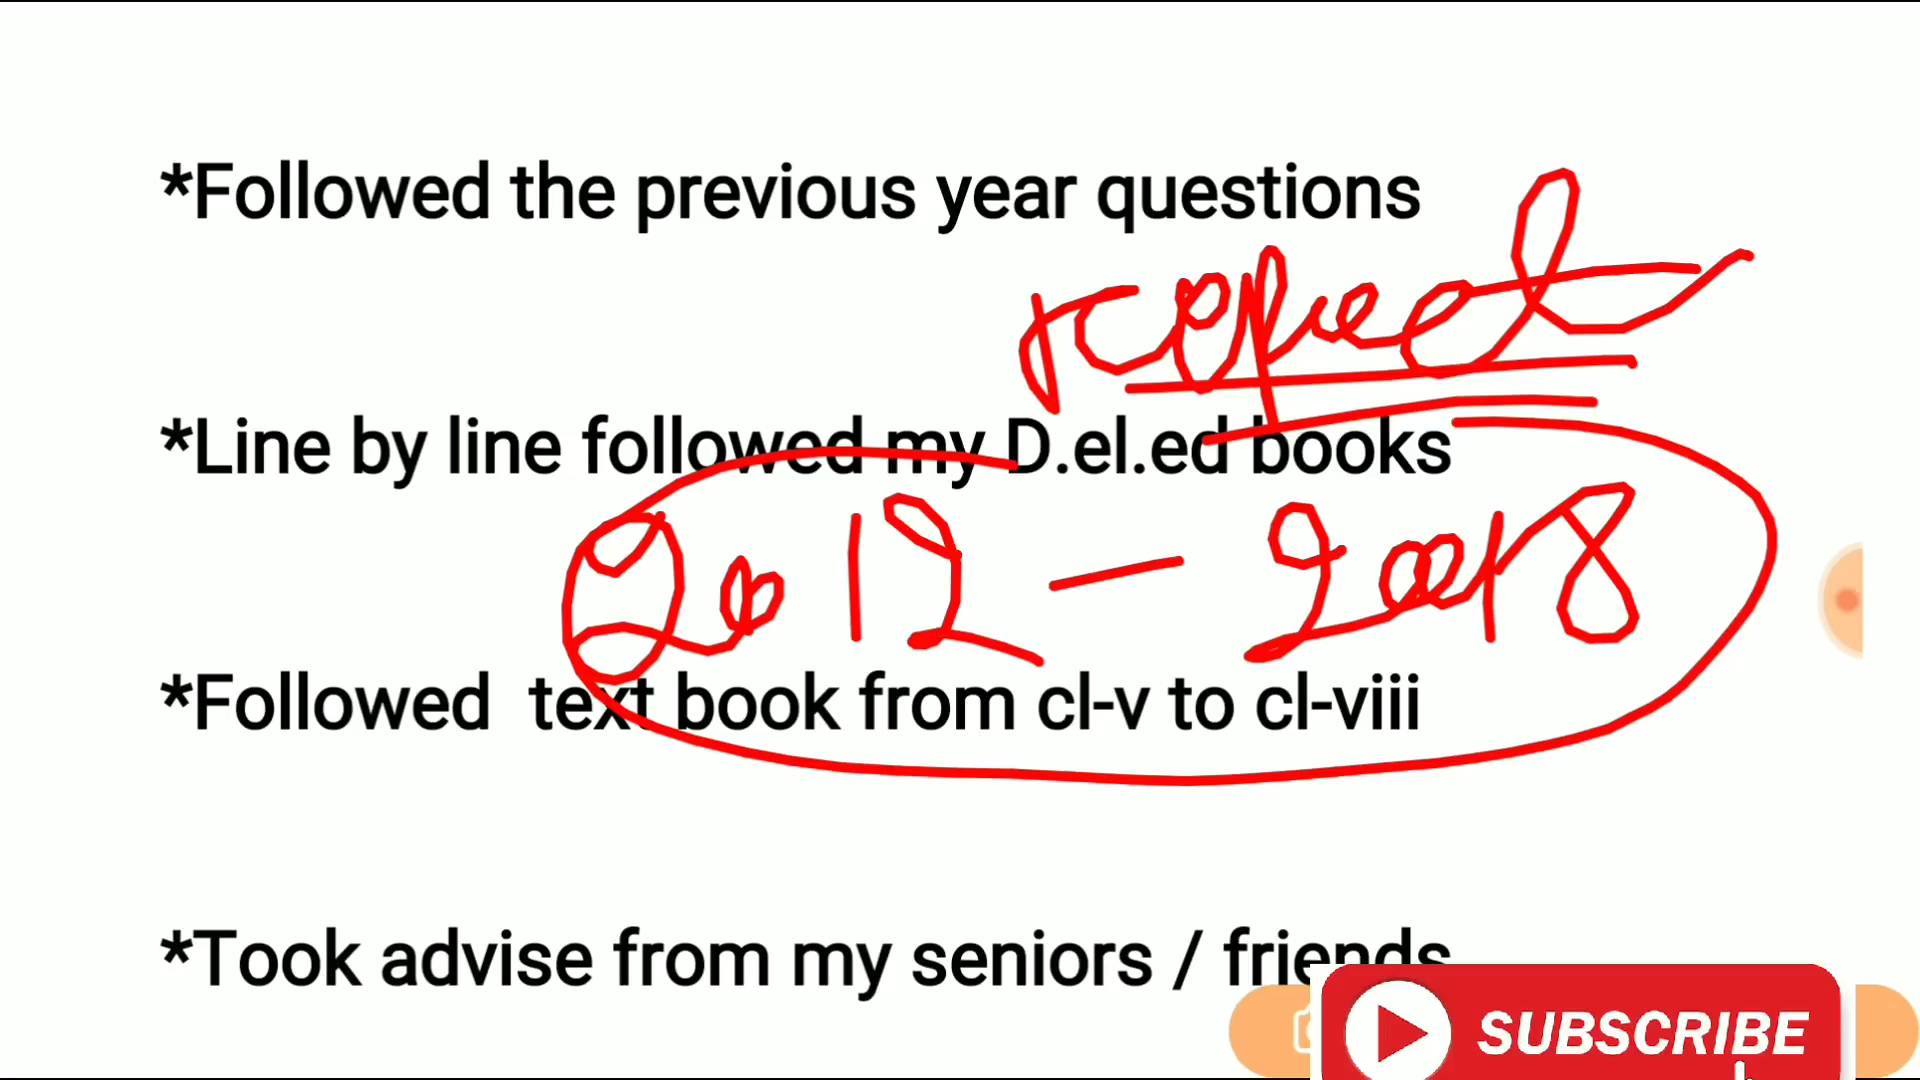 *Followed the previous year questions
repeat
*Line by line followed my D.el.ed books
2012 - 2018
*Followed text book from cl-v to cl-viii
*Took advise from my seniors / friends
SUBSCRIBE